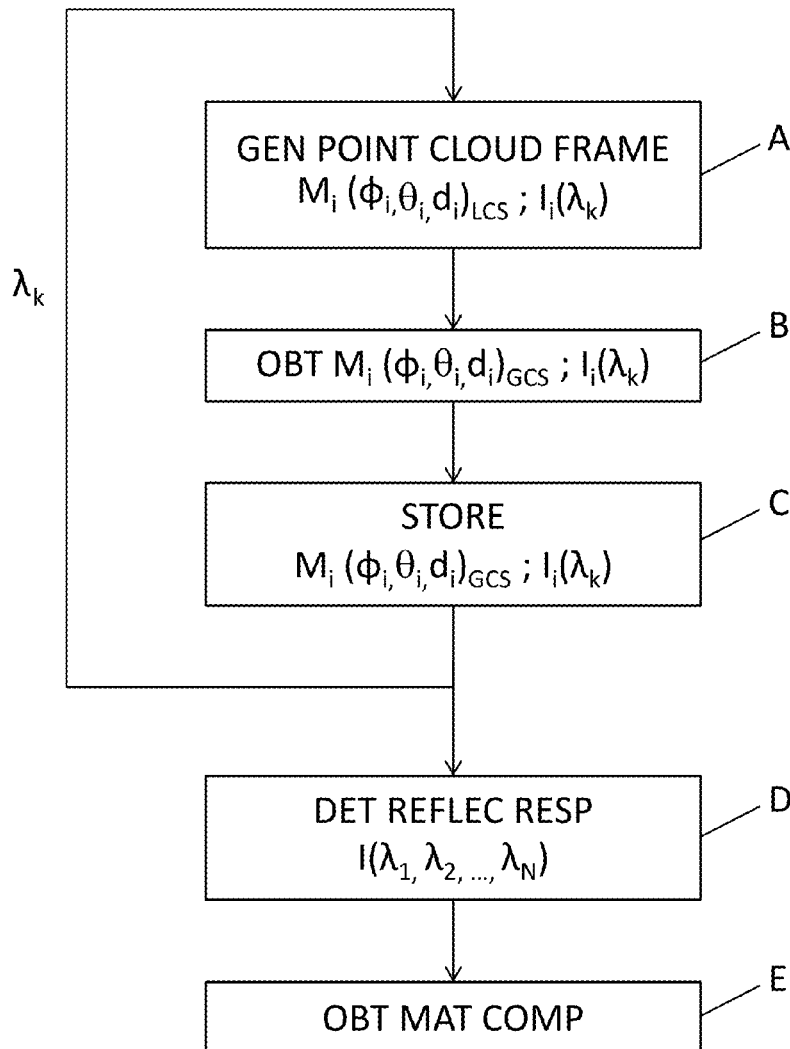 GEN POINT CLOUD FRAME
Mᵢ (ϕᵢ,θᵢ,dᵢ)LCS ; Iᵢ(λₖ)
A
λₖ
OBT Mᵢ (ϕᵢ,θᵢ,dᵢ)GCS ; Iᵢ(λₖ)
B
STORE
Mᵢ (ϕᵢ,θᵢ,dᵢ)GCS ; Iᵢ(λₖ)
C
DET REFLEC RESP
I(λ₁, λ₂, ..., λN)
D
OBT MAT COMP
E